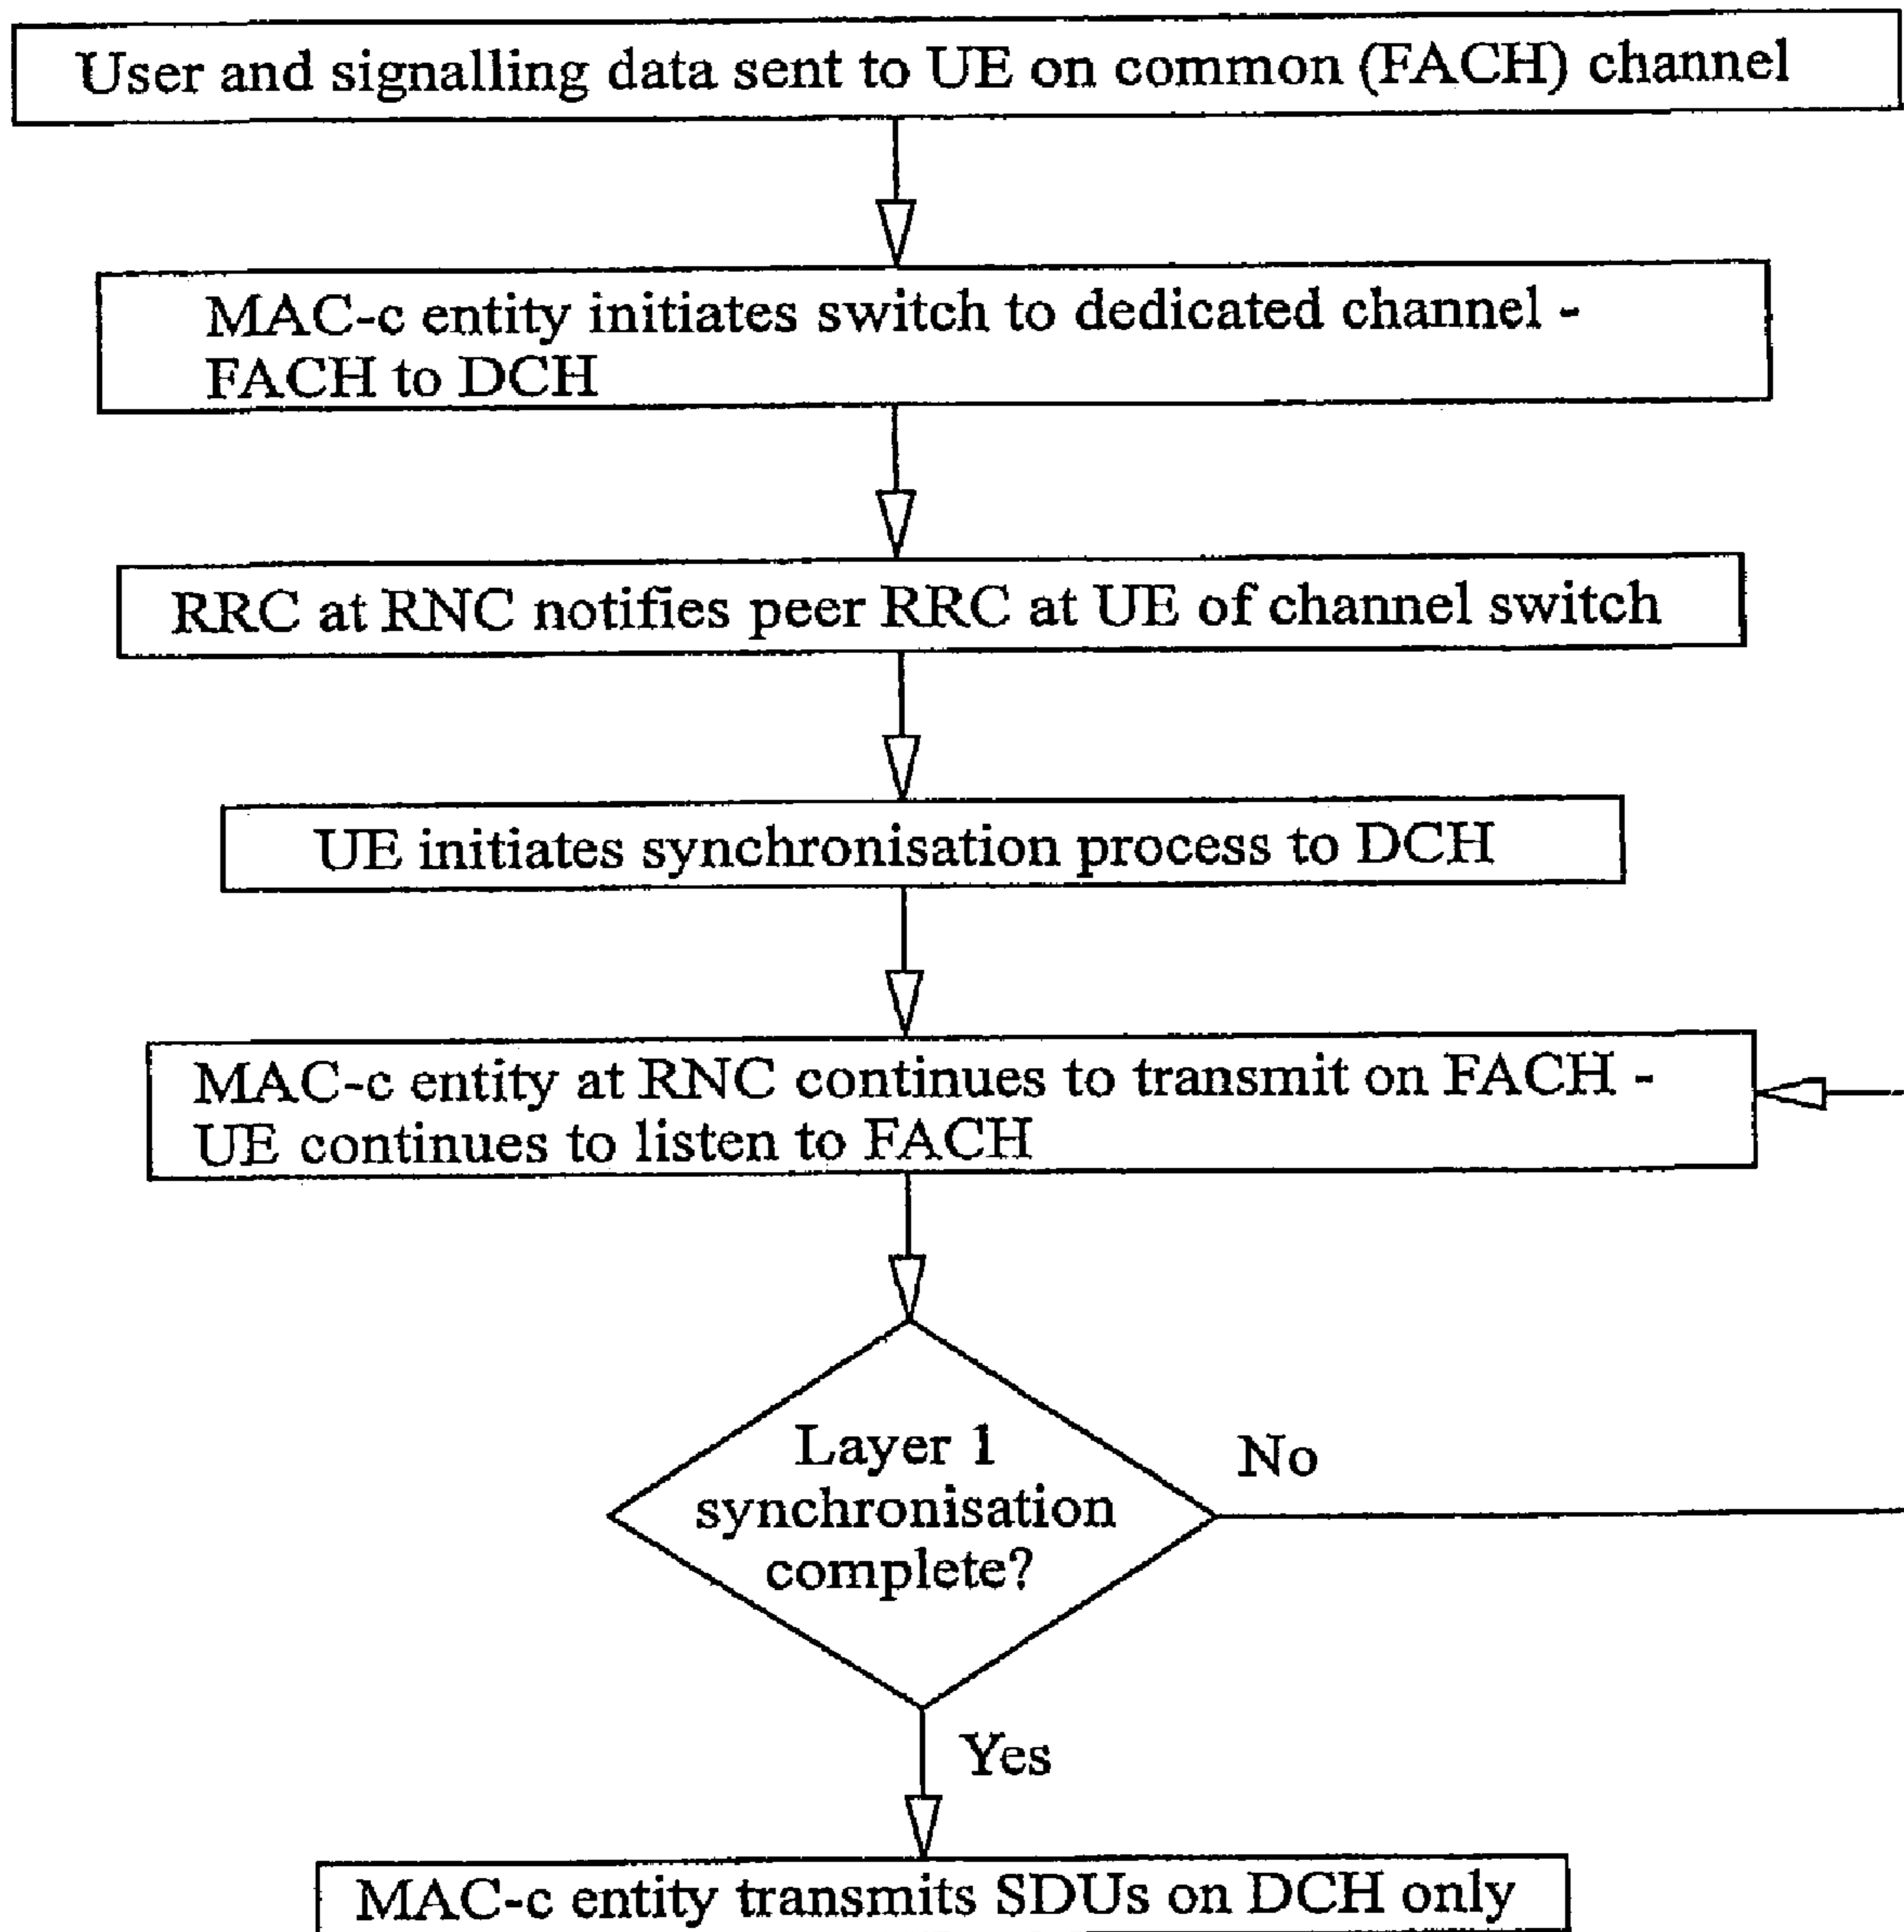 User and signalling data sent to UE on common (FACH) channel
MAC-c entity initiates switch to dedicated channel -
FACH to DCH
RRC at RNC notifies peer RRC at UE of channel switch
UE initiates synchronisation process to DCH
MAC-c entity at RNC continues to transmit on FACH -
UE continues to listen to FACH
Layer 1
synchronisation
complete?
No
Yes
MAC-c entity transmits SDUs on DCH only